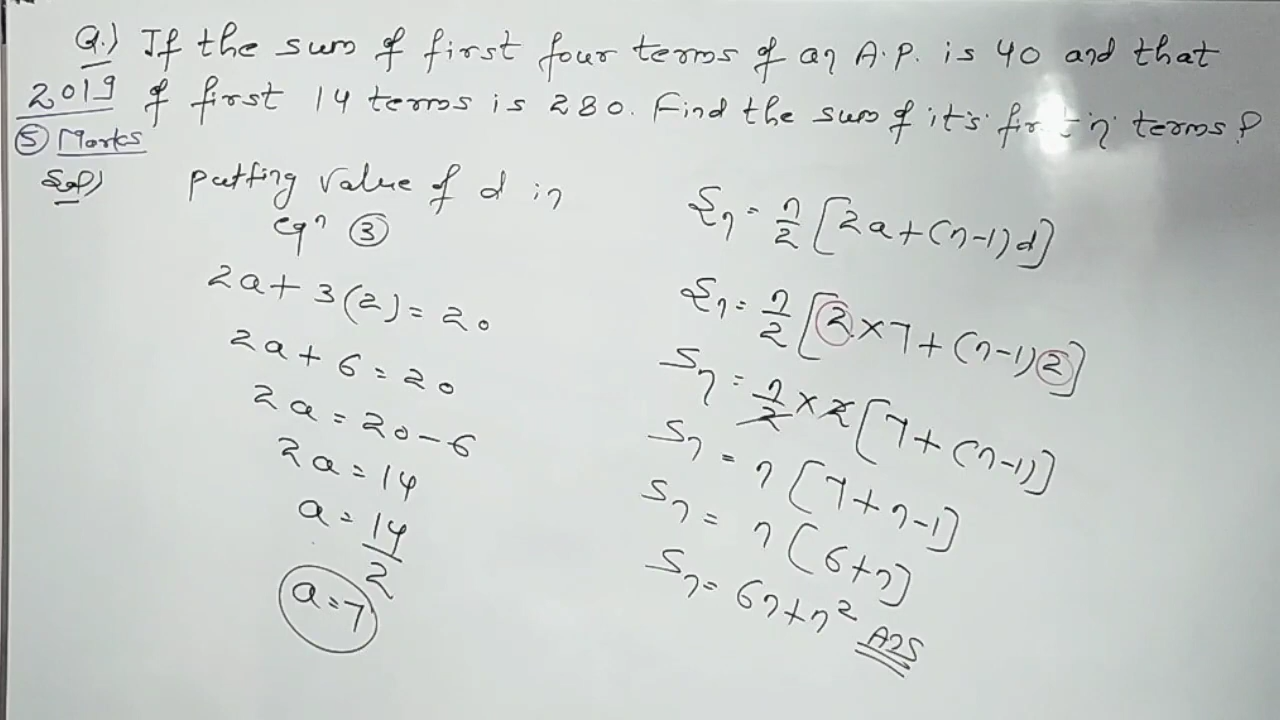 Q.) If the sum of first four terms of an A.P. is 40 and that
2019 of first 14 terms is 280. Find the sum of it's first n terms?
⑤ Marks
Sol)
putting value of d in
eqn ③
2a + 3(2) = 20
2a + 6 = 20
2a = 20 - 6
2a = 14
a = 14/2
a = 7
Sn = n/2 [2a + (n-1)d]
Sn = n/2 [2 × 7 + (n-1)2]
Sn = n/2 × 2 [7 + (n-1)]
Sn = n [7 + n - 1]
Sn = n [6 + n]
Sn = 6n + n² Ans